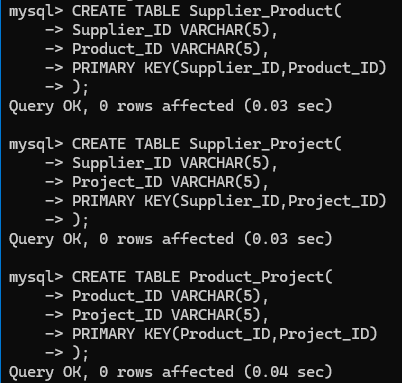 mysql> CREATE TABLE Supplier_Product(
    -> Supplier_ID VARCHAR(5),
    -> Product_ID VARCHAR(5),
    -> PRIMARY KEY(Supplier_ID,Product_ID)
    -> );
Query OK, 0 rows affected (0.03 sec)

mysql> CREATE TABLE Supplier_Project(
    -> Supplier_ID VARCHAR(5),
    -> Project_ID VARCHAR(5),
    -> PRIMARY KEY(Supplier_ID,Project_ID)
    -> );
Query OK, 0 rows affected (0.03 sec)

mysql> CREATE TABLE Product_Project(
    -> Product_ID VARCHAR(5),
    -> Project_ID VARCHAR(5),
    -> PRIMARY KEY(Product_ID,Project_ID)
    -> );
Query OK, 0 rows affected (0.04 sec)